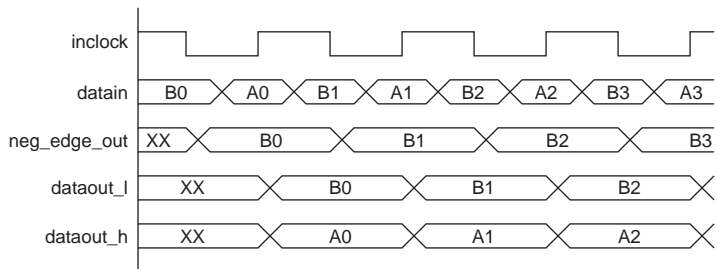 inclock
datain B0 A0 B1 A1 B2 A2 B3 A3
neg_edge_out XX B0 B1 B2 B3
dataout_l XX B0 B1 B2
dataout_h XX A0 A1 A2